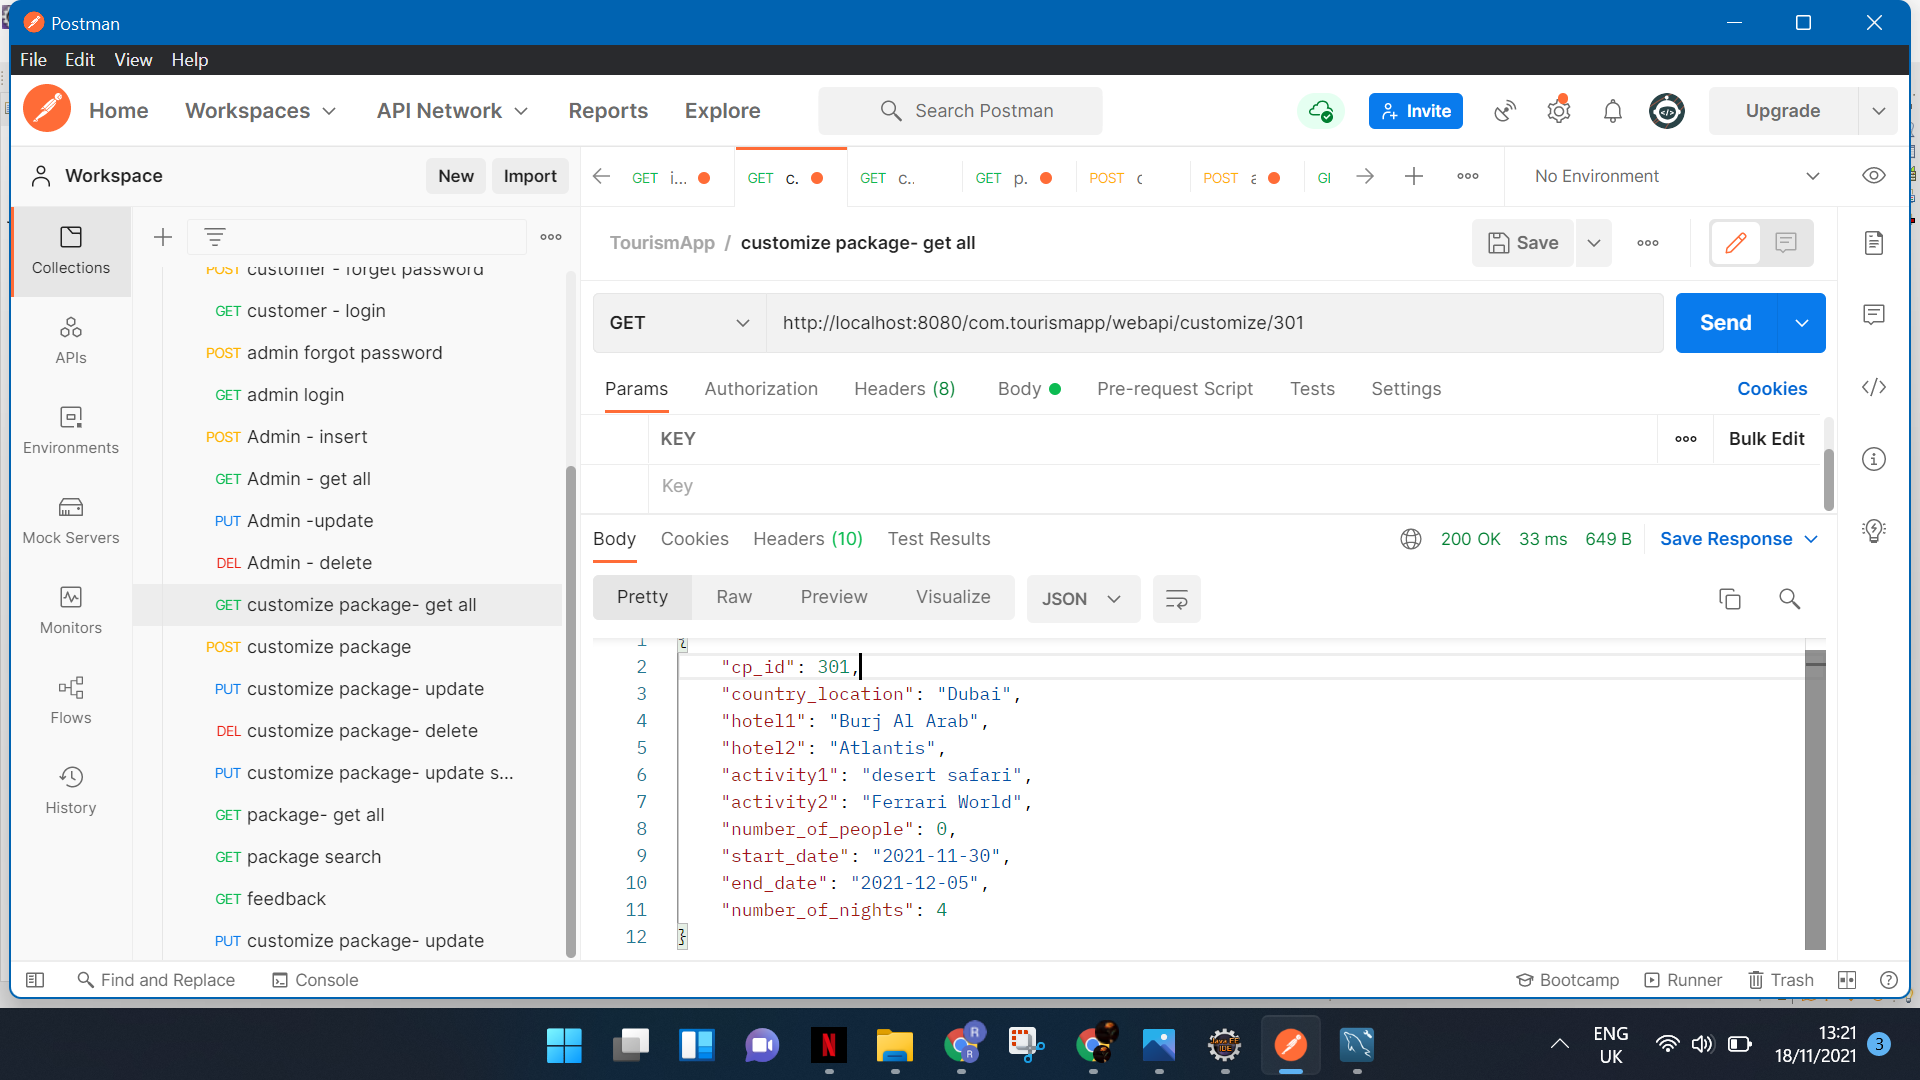 Postman
File Edit View Help
Home Workspaces API Network Reports Explore Search Postman Invite Upgrade
Workspace New Import
GET i... GET c. GET c.. GET p. POST POST No Environment
Collections
APIs
Environments
Mock Servers
Monitors
Flows
History
POST customer - forget password
GET customer - login
POST admin forgot password
GET admin login
POST Admin - insert
GET Admin - get all
PUT Admin -update
DEL Admin - delete
GET customize package- get all
POST customize package
PUT customize package- update
DEL customize package- delete
PUT customize package- update s...
GET package- get all
GET package search
GET feedback
PUT customize package- update
TourismApp / customize package- get all Save
GET http://localhost:8080/com.tourismapp/webapi/customize/301 Send
Params Authorization Headers (8) Body Pre-request Script Tests Settings Cookies
KEY Bulk Edit
Key
Body Cookies Headers (10) Test Results 200 OK 33 ms 649 B Save Response
Pretty Raw Preview Visualize JSON
1 {
2 "cp_id": 301,
3 "country_location": "Dubai",
4 "hotel1": "Burj Al Arab",
5 "hotel2": "Atlantis",
6 "activity1": "desert safari",
7 "activity2": "Ferrari World",
8 "number_of_people": 0,
9 "start_date": "2021-11-30",
10 "end_date": "2021-12-05",
11 "number_of_nights": 4
12 }
Find and Replace Console Bootcamp Runner Trash
ENG
UK
13:21
18/11/2021
3